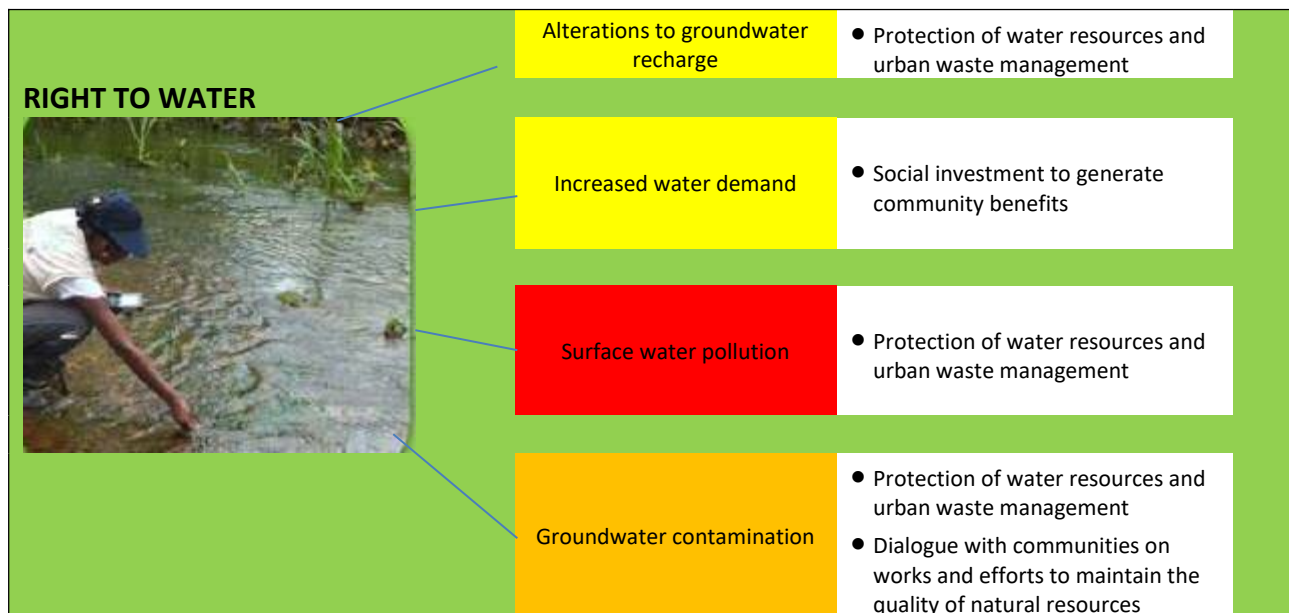 Alterations to groundwater
recharge
● Protection of water resources and
urban waste management
RIGHT TO WATER
Increased water demand
● Social investment to generate
community benefits
Surface water pollution
● Protection of water resources and
urban waste management
Groundwater contamination
● Protection of water resources and
urban waste management
● Dialogue with communities on
works and efforts to maintain the
quality of natural resources